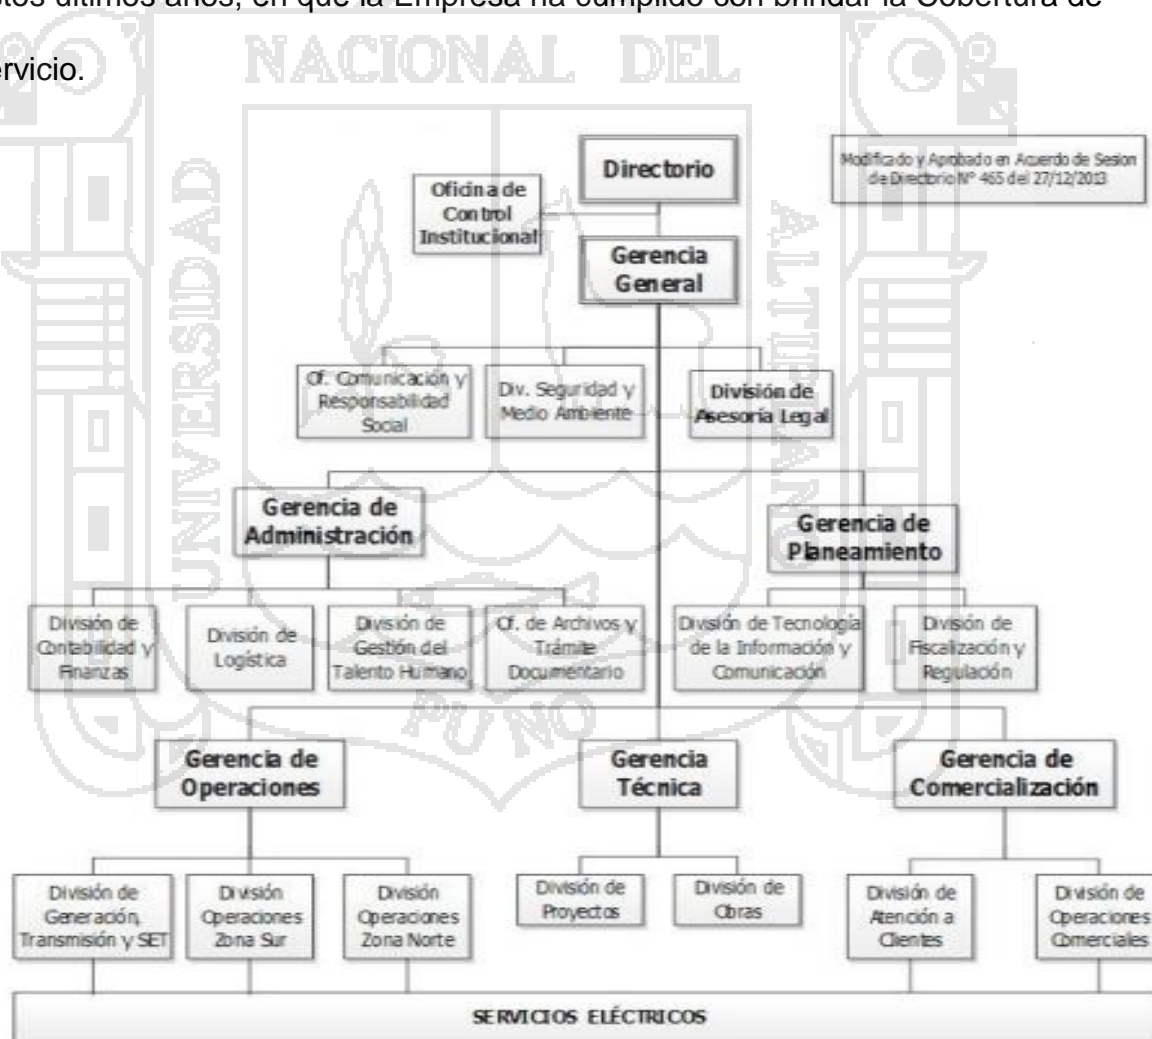 stos últimos años, en que la Empresa ha cumplido con brindar la Cobertura de
ervicio.
NACIONAL DEL
UNIVERSIDAD
ALTIPLANO
PUNO
Directorio
Modificado y Aprobado en Acuerdo de Sesion
de Directorio Nº 465 del 27/12/2013
Oficina de
Control
Institucional
Gerencia
General
Of. Comunicación y
Responsabilidad
Social
Div. Seguridad y
Medio Ambiente
División de
Asesoría Legal
Gerencia de
Administración
Gerencia de
Planeamiento
División de
Contabilidad y
Finanzas
División de
Logística
División de
Gestión del
Talento Humano
Of. de Archivos y
Trámite
Documentario
División de Tecnología
de la Información y
Comunicación
División de
Fiscalización y
Regulación
Gerencia de
Operaciones
Gerencia
Técnica
Gerencia de
Comercialización
División de
Generación,
Transmisión y SET
División
Operaciones
Zona Sur
División
Operaciones
Zona Norte
División de
Proyectos
División de
Obras
División de
Atención a
Clientes
División de
Operaciones
Comerciales
SERVICIOS ELÉCTRICOS